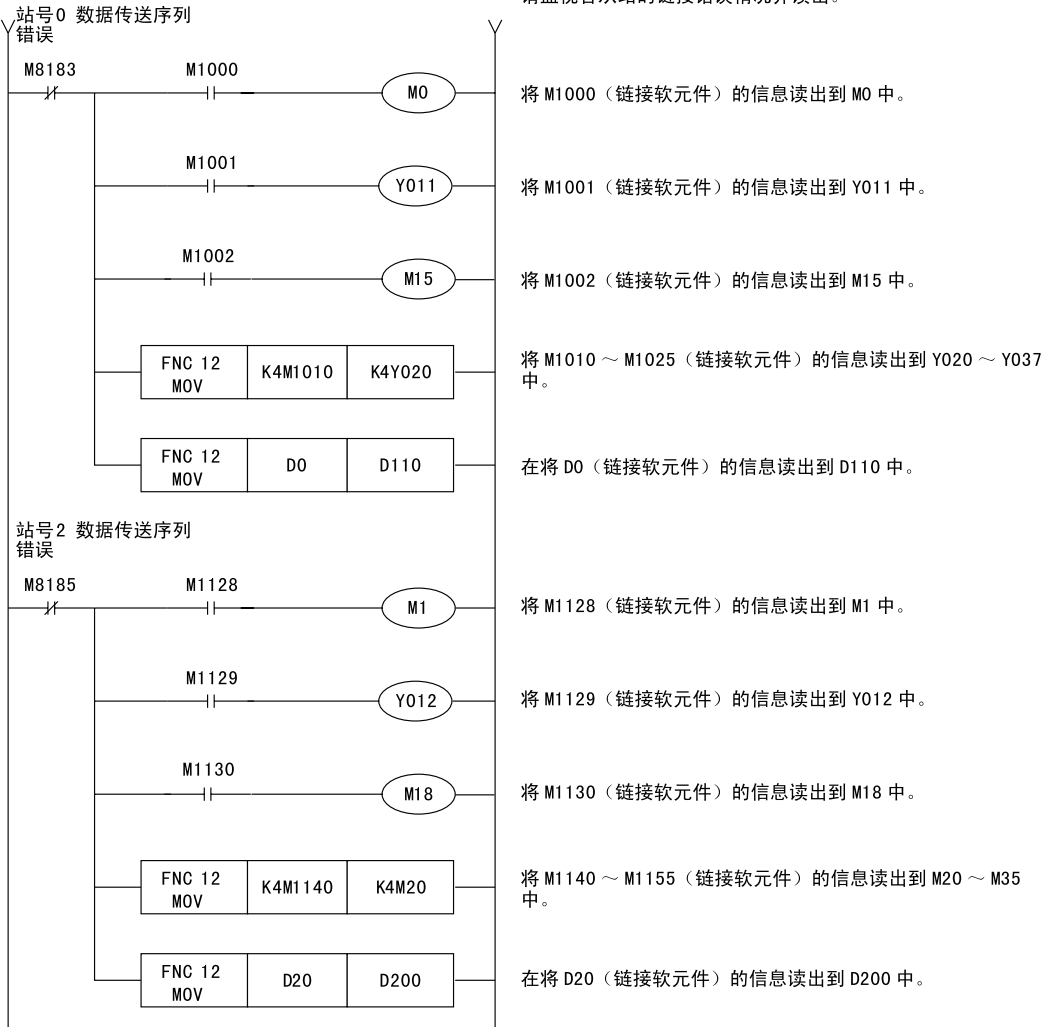 站号0 数据传送序列
错误
M8183
M1000
M0
将 M1000（链接软元件）的信息读出到 M0 中。
M1001
Y011
将 M1001（链接软元件）的信息读出到 Y011 中。
M1002
M15
将 M1002（链接软元件）的信息读出到 M15 中。
FNC 12
MOV
K4M1010
K4Y020
将 M1010 ～ M1025（链接软元件）的信息读出到 Y020 ～ Y037
中。
FNC 12
MOV
D0
D110
在将 D0（链接软元件）的信息读出到 D110 中。
站号2 数据传送序列
错误
M8185
M1128
M1
将 M1128（链接软元件）的信息读出到 M1 中。
M1129
Y012
将 M1129（链接软元件）的信息读出到 Y012 中。
M1130
M18
将 M1130（链接软元件）的信息读出到 M18 中。
FNC 12
MOV
K4M1140
K4M20
将 M1140 ～ M1155（链接软元件）的信息读出到 M20 ～ M35
中。
FNC 12
MOV
D20
D200
在将 D20（链接软元件）的信息读出到 D200 中。